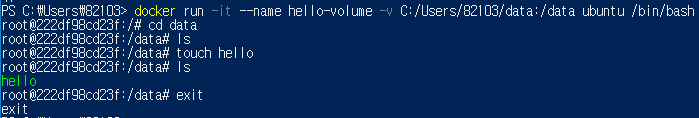 PS C:\Users\82103> docker run -it --name hello-volume -v C:/Users/82103/data:/data ubuntu /bin/bash
root@222df98cd23f:/# cd data
root@222df98cd23f:/data# ls
root@222df98cd23f:/data# touch hello
root@222df98cd23f:/data# ls
hello
root@222df98cd23f:/data# exit
exit